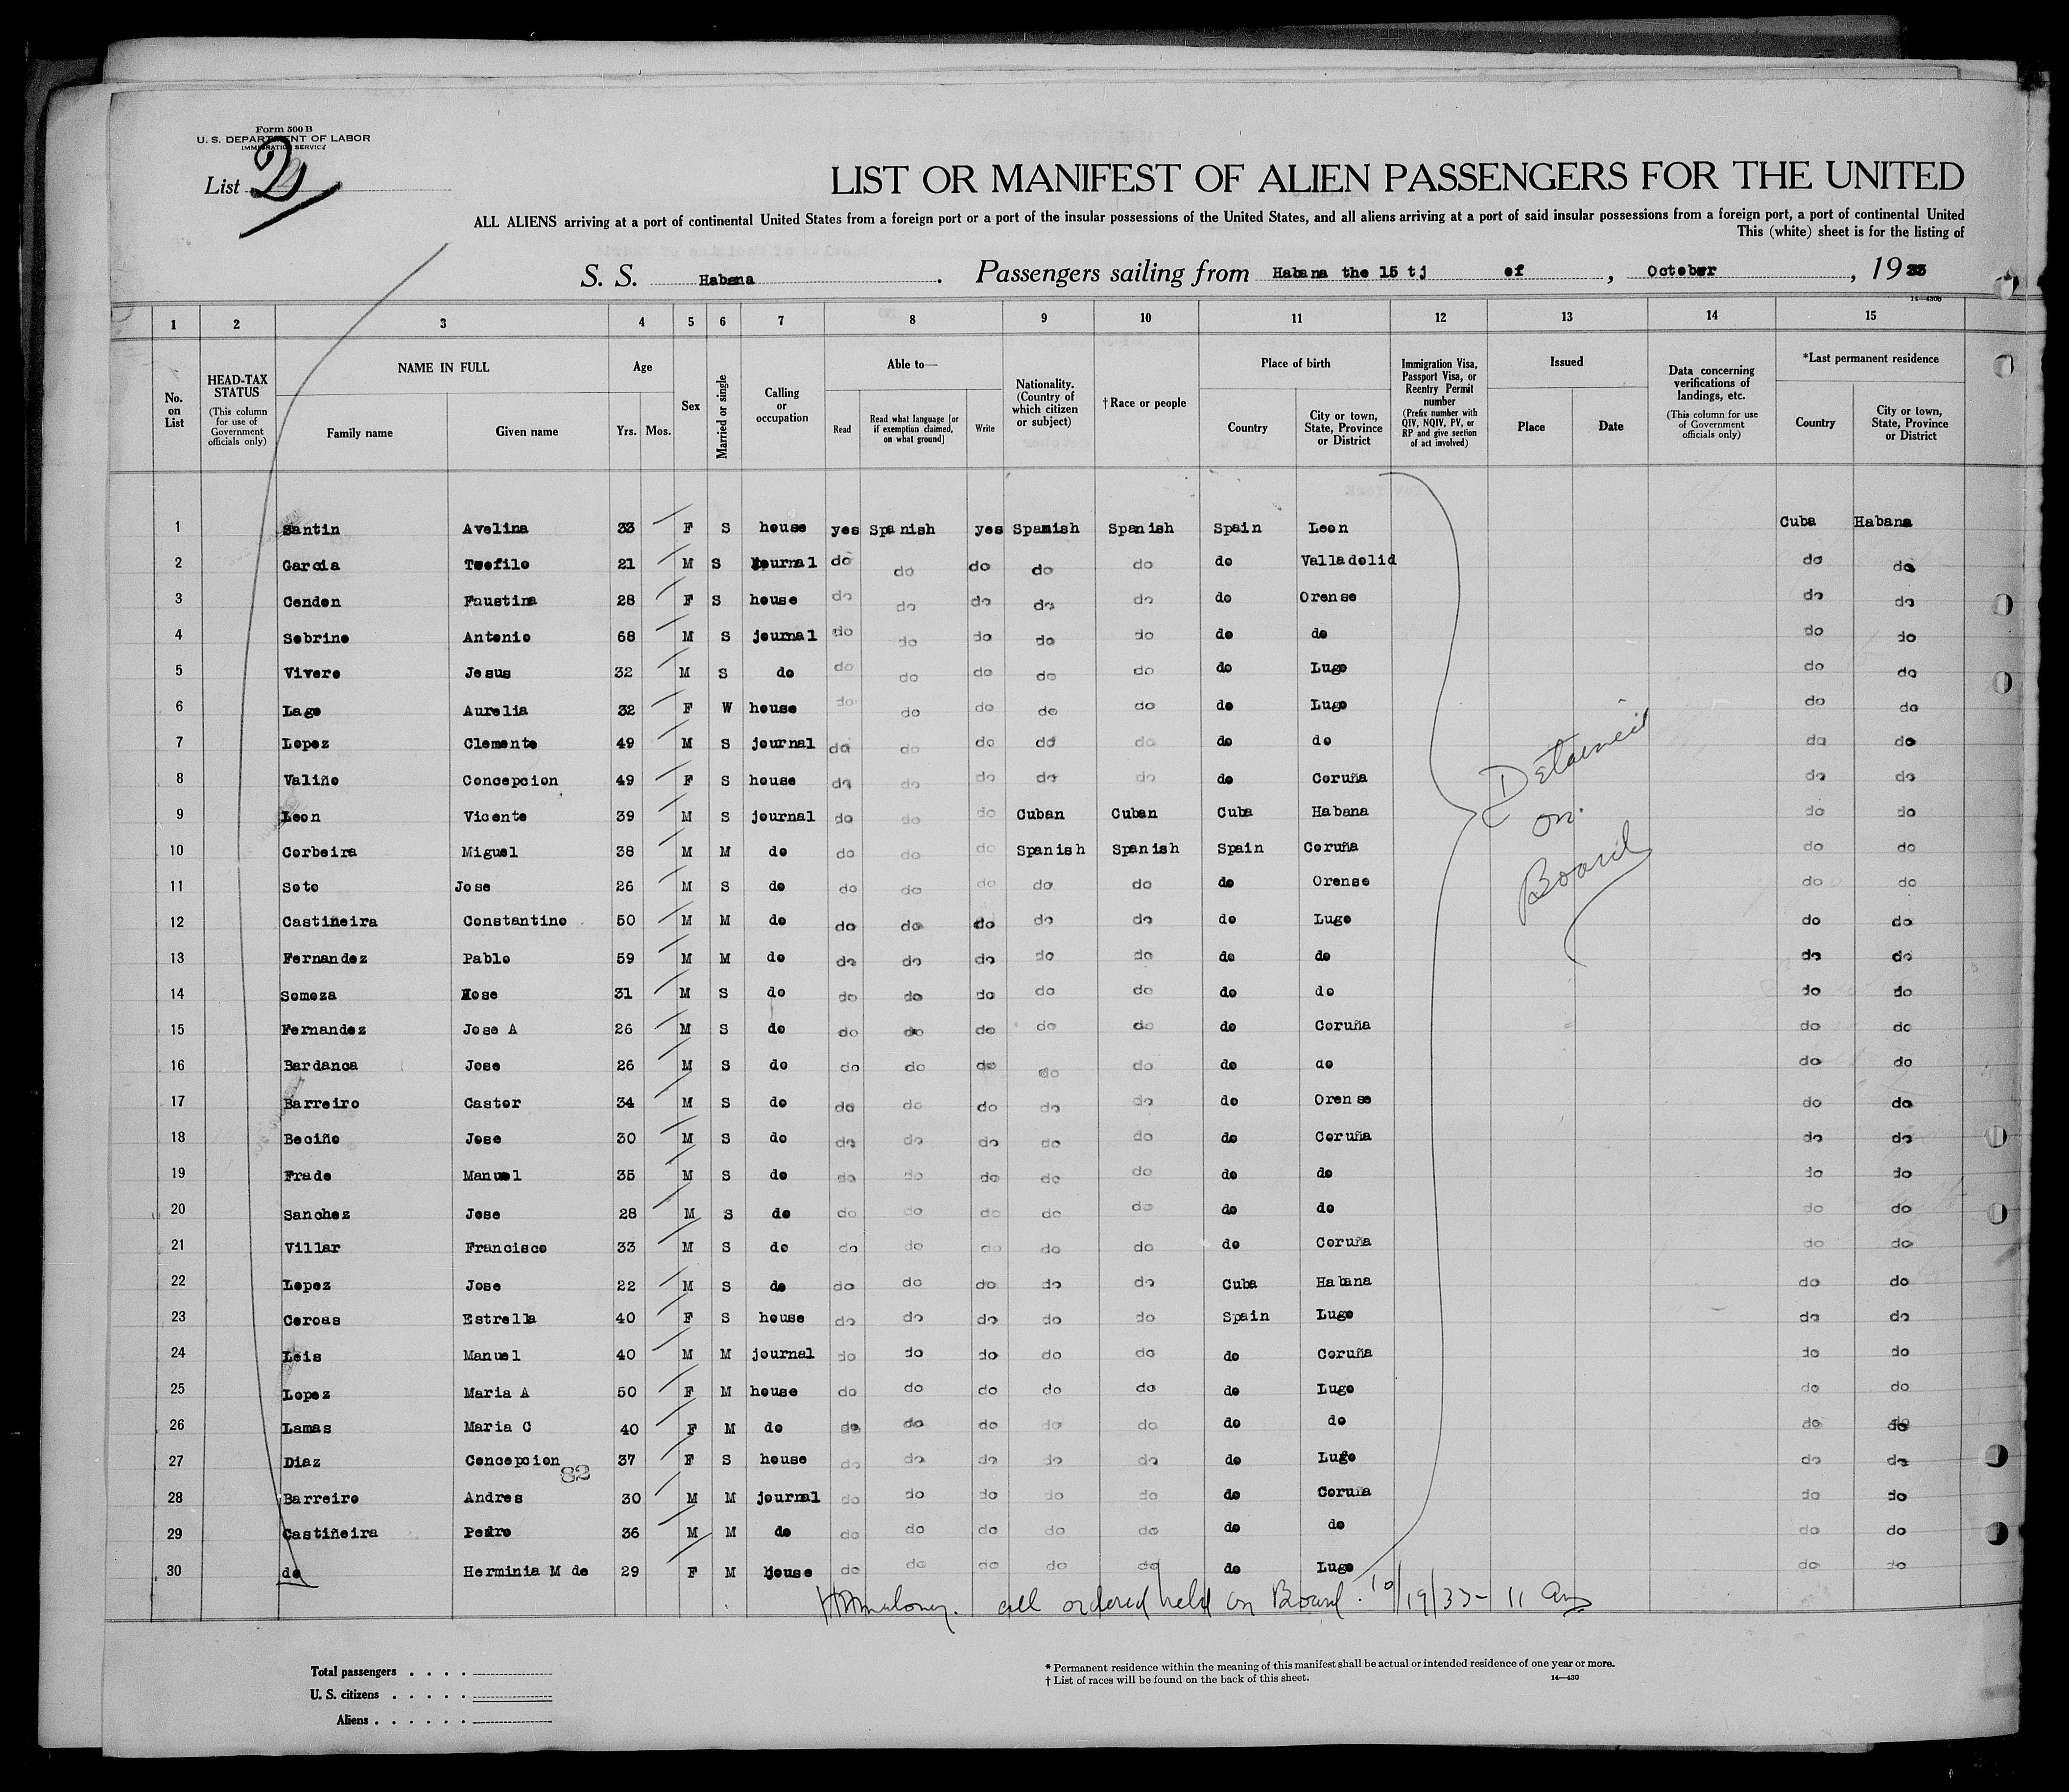 Form 500 B
U. S. DEPARTMENT OF LABOR
IMMIGRATION SERVICE
List 2
LIST OR MANIFEST OF ALIEN PASSENGERS FOR THE UNITED
ALL ALIENS arriving at a port of continental United States from a foreign port or a port of the insular possessions of the United States, and all aliens arriving at a port of said insular possessions from a foreign port, a port of continental United
This (white) sheet is for the listing of
S. S. Habana . Passengers sailing from Habana the 15 tj of , October , 1933
14—430b
1 2 3 4 5 6 7 8 9 10 11 12 13 14 15
No. on List
HEAD-TAX STATUS (This column for use of Government officials only)
NAME IN FULL Family name Given name
Age Yrs. Mos.
Sex
Married or single
Calling or occupation
Able to— Read Read what language [or if exemption claimed, on what ground] Write
Nationality. (Country of which citizen or subject)
†Race or people
Place of birth Country City or town, State, Province or District
Immigration Visa, Passport Visa, or Reentry Permit number (Prefix number with QIV, NQIV, PV, or RP and give section of act involved)
Issued Place Date
Data concerning verifications of landings, etc. (This column for use of Government officials only)
*Last permanent residence Country City or town, State, Province or District
1 Santin Avelina 33 F S house yes Spanish yes Spamish Spanish Spain Leon Cuba Habana
2 Garcia Teofilo 21 M S journal do do do do do do Valladolid do do
3 Cendon Faustina 28 F S house do do do do do do Orense do do
4 Sobrino Antonio 68 M S journal do do do do do do do do do
5 Vivero Jesus 32 M S do do do do do do do Lugo do do
6 Lago Aurelia 32 F W house do do do do do do Lugo do do
7 Lopez Clemente 49 M S journal do do do do do do do do do
8 Valiño Concepcion 49 F S house do do do do do do Coruña do do
9 Leon Vicente 39 M S journal do do do Cuban Cuban Cuba Habana do do
10 Corbeira Miguel 38 M M do do do do Spanish Spanish Spain Coruña do do
11 Soto Jose 26 M S do do do do do do do Orense do do
12 Castiñeira Constantino 50 M M do do do do do do do Lugo do do
13 Fernandez Pablo 59 M M do do do do do do do do do do
14 Somoza Jose 31 M S do do do do do do do do do do
15 Fernandez Jose A 26 M S do do do do do do do Coruña do do
16 Bardanca Jose 26 M S do do do do do do do do do do
17 Barreiro Castor 34 M S do do do do do do do Orense do do
18 Beciño Jose 30 M S do do do do do do do Coruña do do
19 Frade Manuel 35 M S do do do do do do do do do do
20 Sanchez Jose 28 M S do do do do do do do do do do
21 Villar Francisco 33 M S do do do do do do do Coruña do do
22 Lopez Jose 22 M S do do do do do do Cuba Habana do do
23 Corcas Estrella 40 F S house do do do do do Spain Lugo do do
24 Leis Manuel 40 M M journal do do do do do do Coruña do do
25 Lopez Maria A 50 F M house do do do do do do Lugo do do
26 Lamas Maria C 40 F M do do do do do do do do do do
27 Diaz Concepcion 37 F S house do do do do do do Lugo do do
82
28 Barreiro Andres 30 M M journal do do do do do do Coruña do do
29 Castiñeira Pedro 36 M M do do do do do do do do do do
30 do Herminia M de 29 F M house do do do do do do Lugo do do
Detained
on
Board
all ordered held on Board. 10/19/33- 11 am
Total passengers . . . .
U. S. citizens . . . . .
Aliens . . . . . .
* Permanent residence within the meaning of this manifest shall be actual or intended residence of one year or more.
† List of races will be found on the back of this sheet.
14—430